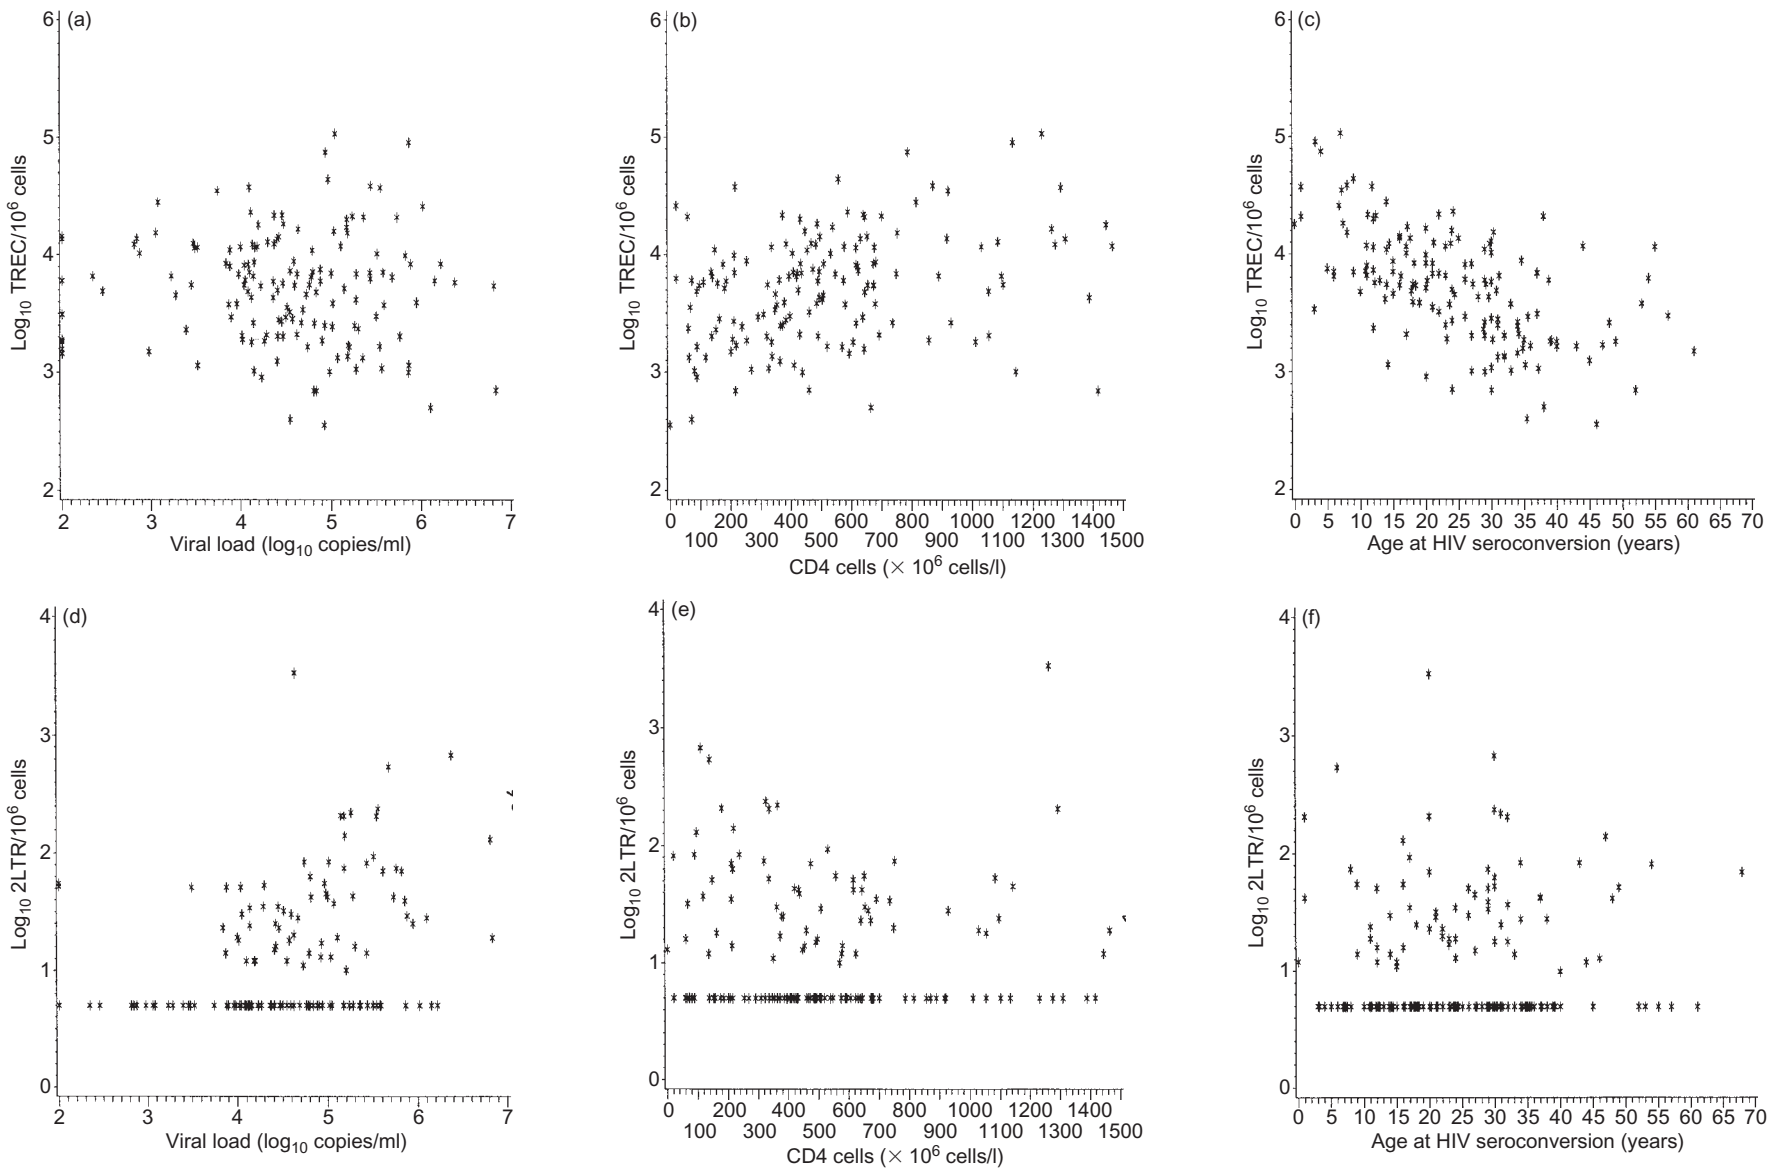 (a)
6
5
4
3
2
Log10 TREC/10^6 cells
2 3 4 5 6 7
Viral load (log10 copies/ml)
(b)
6
5
4
3
2
Log10 TREC/10^6 cells
0 200 400 600 800 1000 1200 1400
100 300 500 700 900 1100 1300 1500
CD4 cells (× 10^6 cells/l)
(c)
6
5
4
3
2
Log10 TREC/10^6 cells
0 5 10 15 20 25 30 35 40 45 50 55 60 65 70
Age at HIV seroconversion (years)
(d)
4
3
2
1
0
Log10 2LTR/10^6 cells
2 3 4 5 6 7
Viral load (log10 copies/ml)
(e)
4
3
2
1
0
Log10 2LTR/10^6 cells
0 200 400 600 800 1000 1200 1400
100 300 500 700 900 1100 1300 1500
CD4 cells (× 10^6 cells/l)
(f)
4
3
2
1
0
Log10 2LTR/10^6 cells
0 5 10 15 20 25 30 35 40 45 50 55 60 65 70
Age at HIV seroconversion (years)